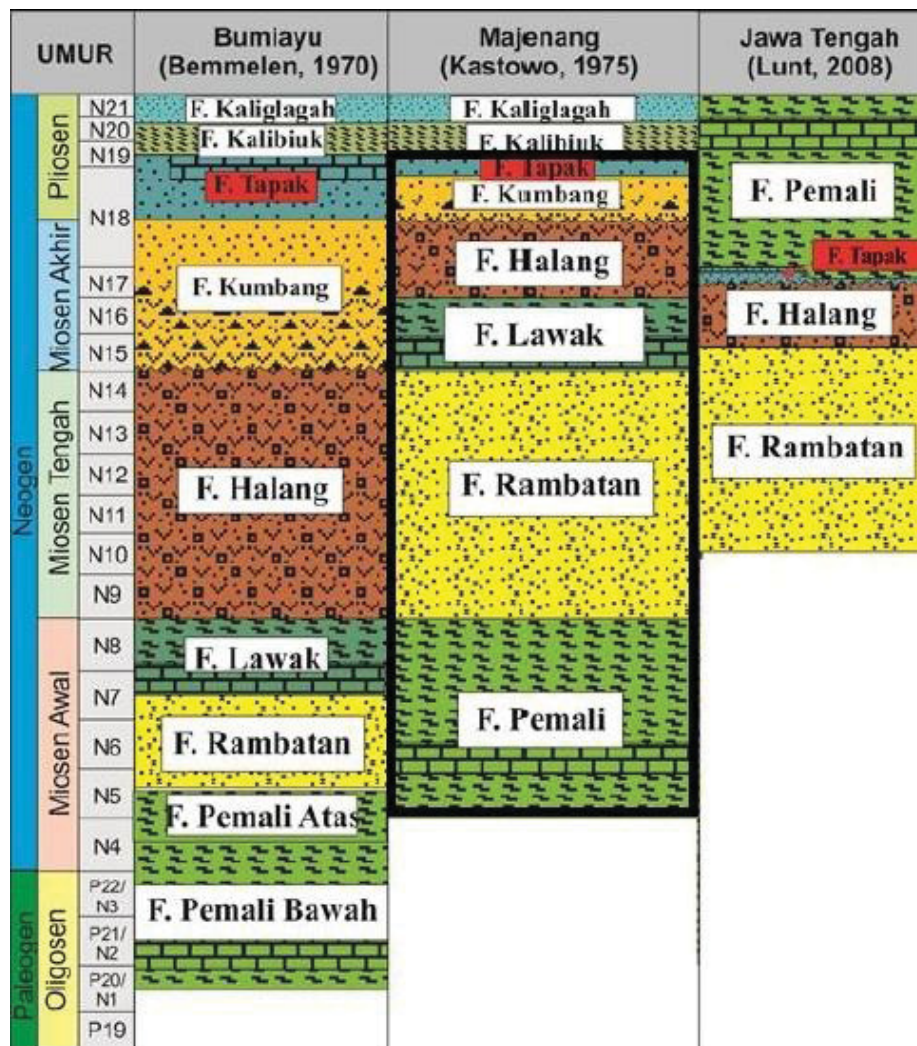 UMUR
Bumiayu
(Bemmelen, 1970)
Majenang
(Kastowo, 1975)
Jawa Tengah
(Lunt, 2008)
Neogen
Paleogen
Pliosen
Miosen Akhir
Miosen Tengah
Miosen Awal
Oligosen
N21
N20
N19
N18
N17
N16
N15
N14
N13
N12
N11
N10
N9
N8
N7
N6
N5
N4
P22/
N3
P21/
N2
P20/
N1
P19
F. Kaliglagah
F. Kalibiuk
F. Tapak
F. Kumbang
F. Halang
F. Lawak
F. Rambatan
F. Pemali Atas
F. Pemali Bawah
F. Kaliglagah
F. Kalibiuk
F. Tapak
F. Kumbang
F. Halang
F. Lawak
F. Rambatan
F. Pemali
F. Pemali
F. Tapak
F. Halang
F. Rambatan